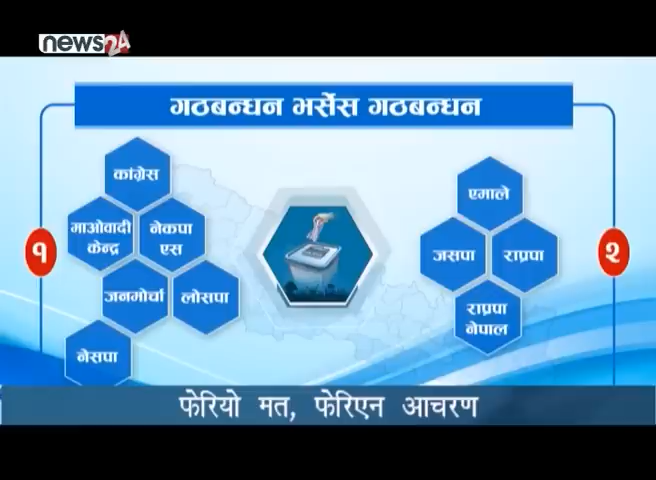 news24
गठबन्धन भर्सेस गठबन्धन
१
कांग्रेस
माओवादी
केन्द्र
नेकपा
एस
जनमोर्चा
लोसपा
नेसपा
२
एमाले
जसपा
राप्रपा
राप्रपा
नेपाल
फेरियो मत, फेरिएन आचरण